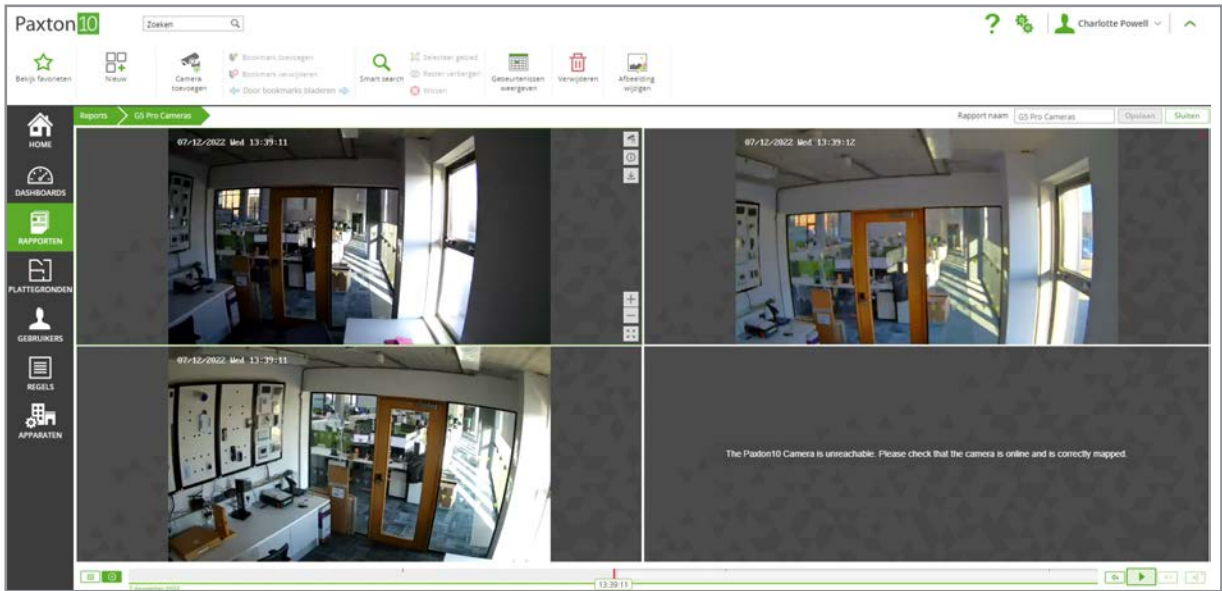 Paxton 10
Zoeken
Charlotte Powell
Bekijk favorieten
Nieuw
Camera toevoegen
Bookmark toevoegen
Bookmark verwijderen
Door bookmarks bladeren
Smart search
Selecteer gebied
Raster verbergen
Wissen
Gebeurtenissen weergeven
Verwijderen
Afbeelding wijzigen
Reports
G5 Pro Cameras
Rapport naam
G5 Pro Cameras
Opslaan
Sluiten
HOME
DASHBOARDS
RAPPORTEN
PLATTEGRONDEN
GEBRUIKERS
REGELS
APPARATEN
07/12/2022 Wed 13:39:11
07/12/2022 Wed 13:39:12
07/12/2022 Wed 13:39:11
The Paxton10 Camera is unreachable. Please check that the camera is online and is correctly mapped.
13:39:11